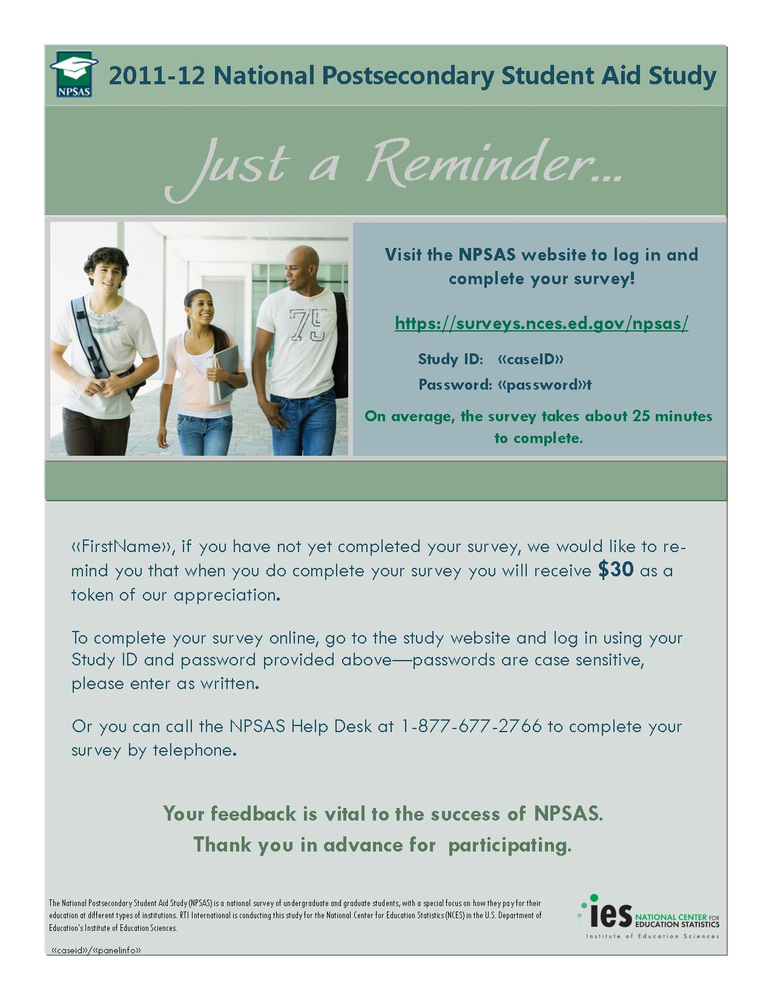 NPSAS
2011-12 National Postsecondary Student Aid Study
Just a Reminder...
75
Visit the NPSAS website to log in and
complete your survey!
https://surveys.nces.ed.gov/npsas/
Study ID: «caseID»
Password: «password»t
On average, the survey takes about 25 minutes
to complete.
«FirstName», if you have not yet completed your survey, we would like to re-
mind you that when you do complete your survey you will receive $30 as a
token of our appreciation.
To complete your survey online, go to the study website and log in using your
Study ID and password provided above—passwords are case sensitive,
please enter as written.
Or you can call the NPSAS Help Desk at 1-877-677-2766 to complete your
survey by telephone.
Your feedback is vital to the success of NPSAS.
Thank you in advance for participating.
The National Postsecondary Student Aid Study (NPSAS) is a national survey of undergraduate and graduate students, with a special focus on how they pay for their
education at different types of institutions. RTI International is conducting this study for the National Center for Education Statistics (NCES) in the U.S. Department of
Education's Institute of Education Sciences.
ies NATIONAL CENTER FOR
EDUCATION STATISTICS
Institute of Education Sciences
«caseid»/«panelinfo»